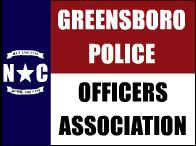 GREENSBORO
POLICE
N★C
OFFICERS
ASSOCIATION